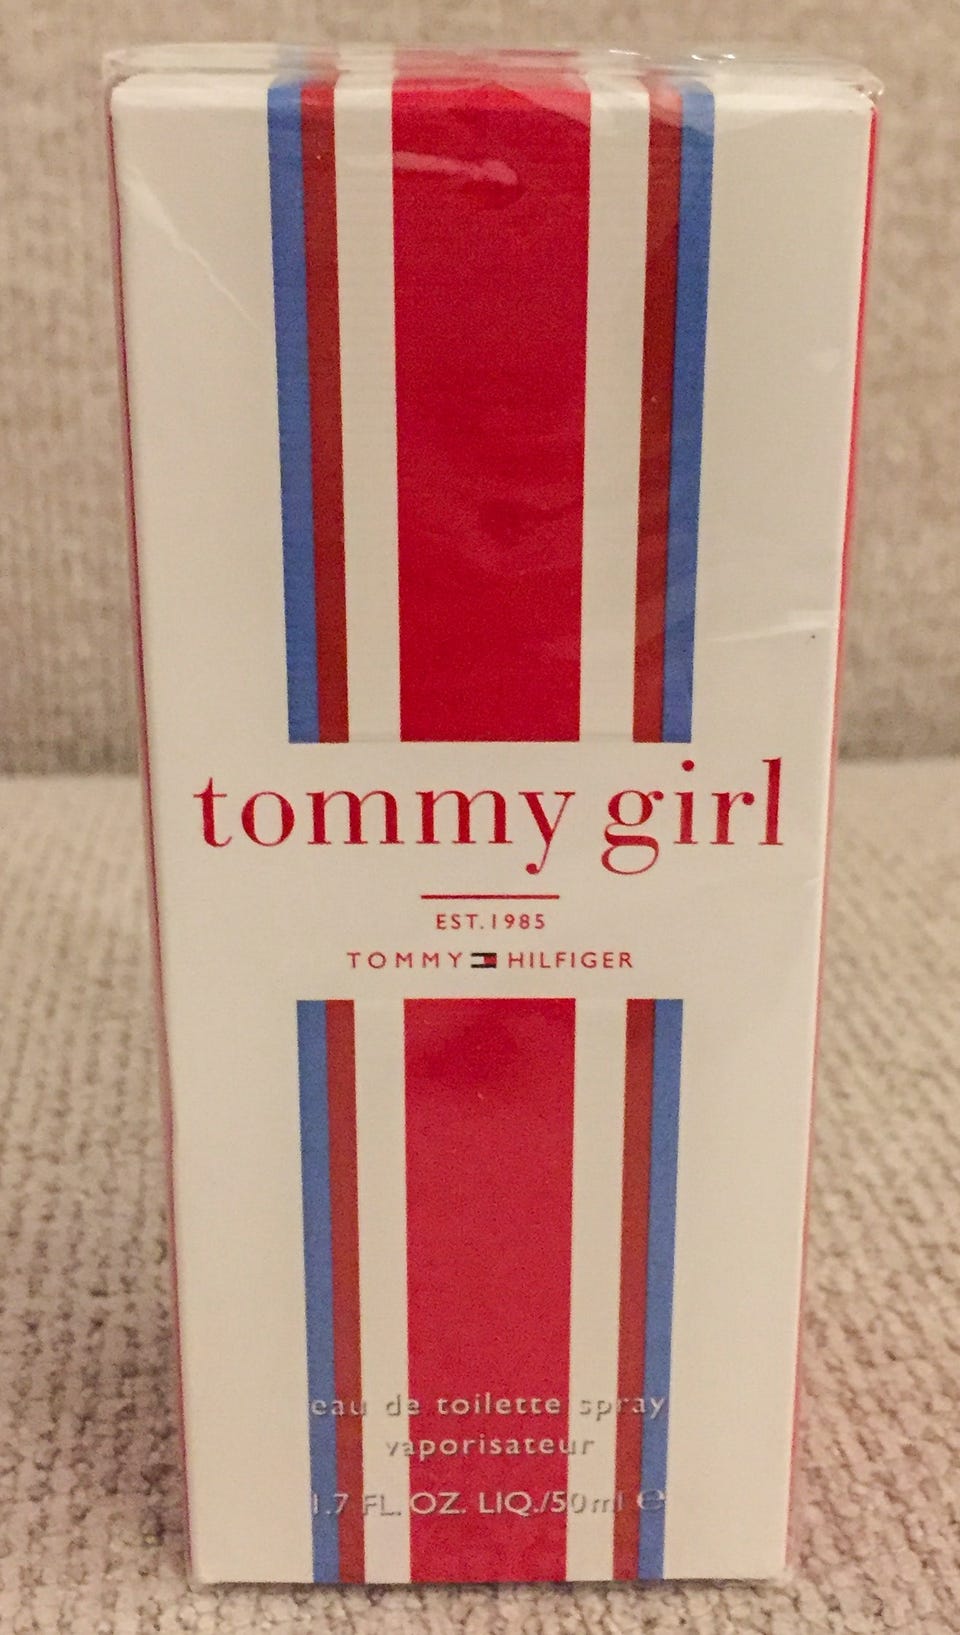 tommy girl
EST.1985
TOMMY HILFIGER
eau de toilette spray
vaporisateur
1.7 FL. OZ. LIQ./50ml ℮